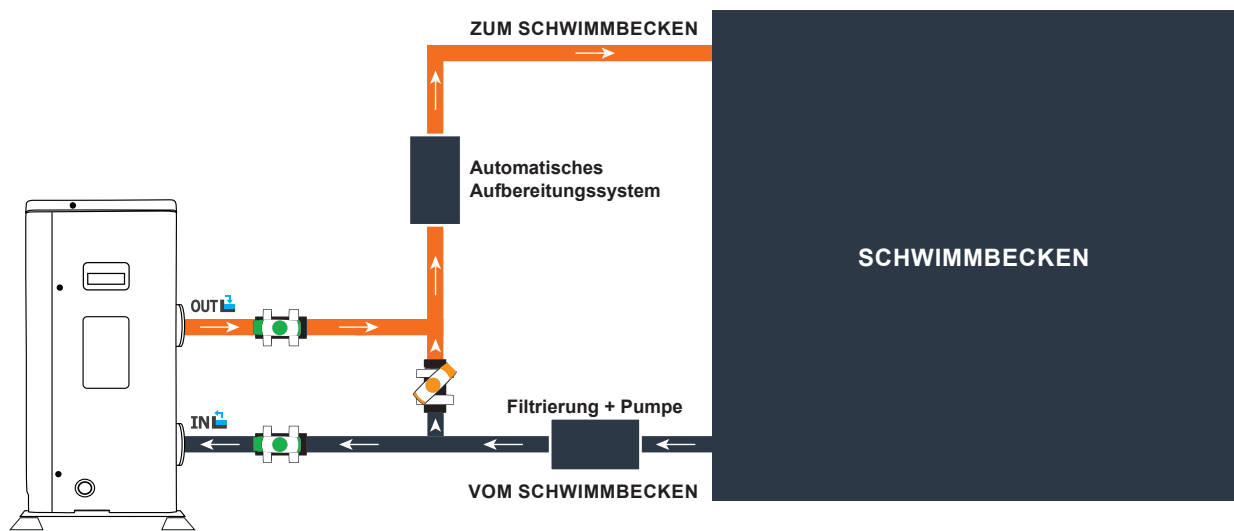 ZUM SCHWIMMBECKEN
Automatisches
Aufbereitungssystem
SCHWIMMBECKEN
OUT
IN
Filtrierung + Pumpe
VOM SCHWIMMBECKEN